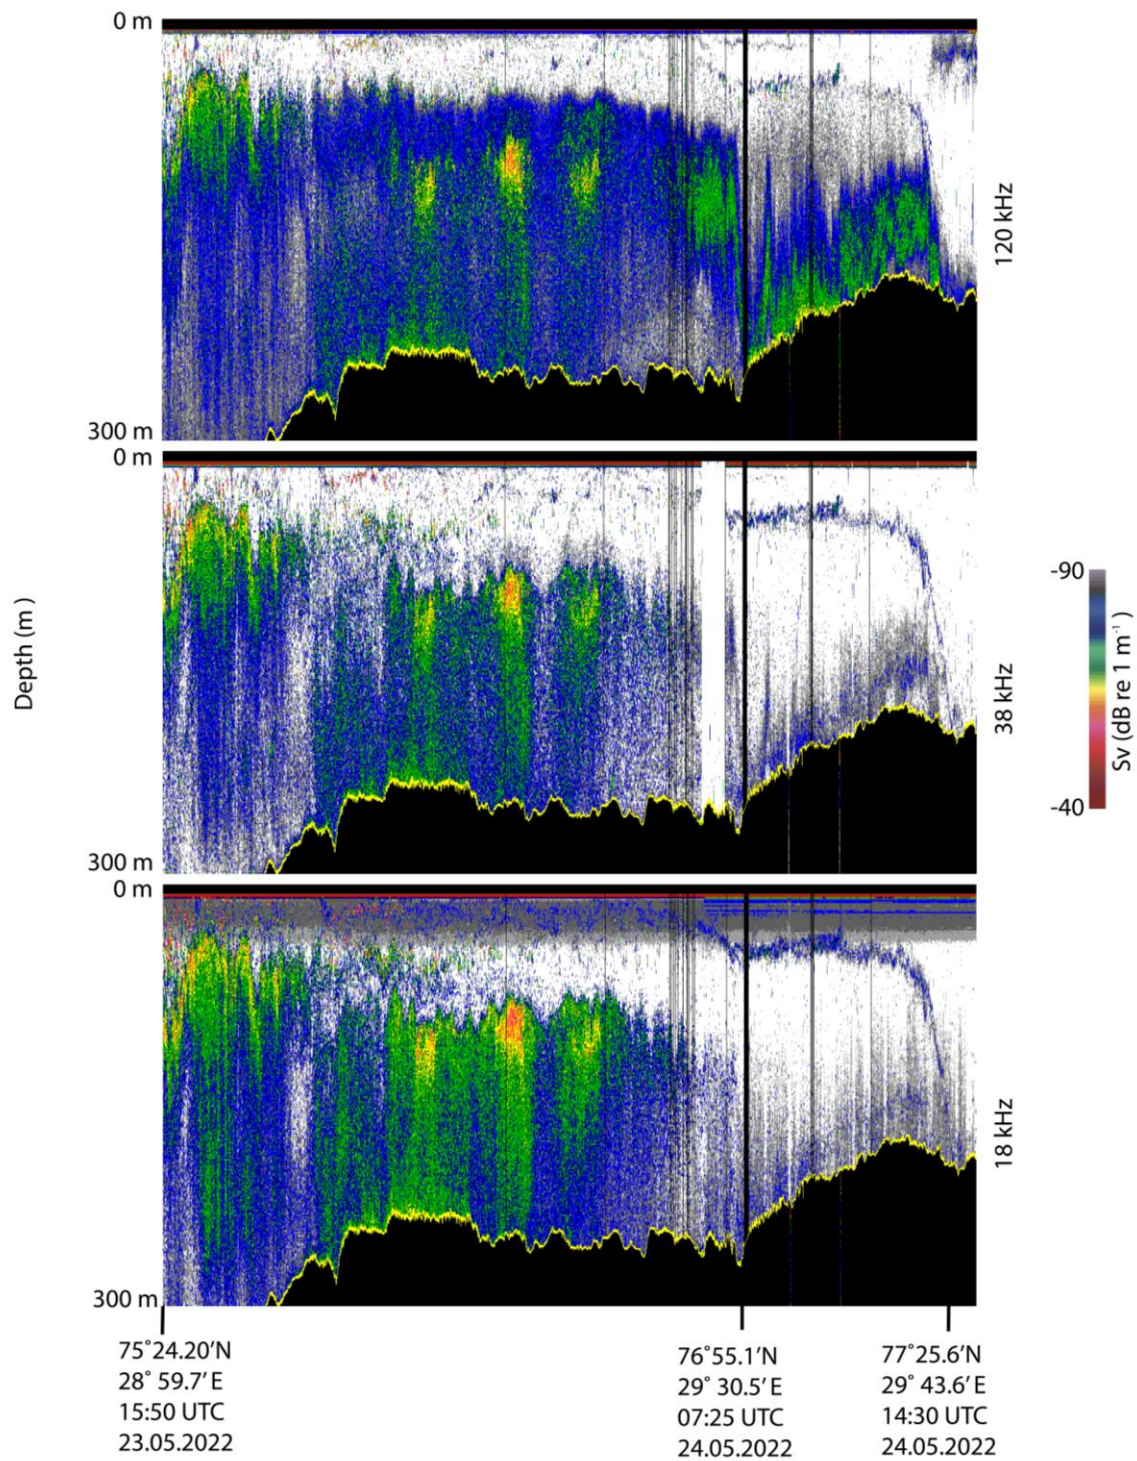 0 m
120 kHz
300 m
0 m
Depth (m )
-90
38 kHz
Sv (dB re 1 m⁻¹ )
-40
300 m
0 m
18 kHz
300 m
75°24.20'N
28° 59.7' E
15:50 UTC
23.05.2022
76°55.1'N
29° 30.5' E
07:25 UTC
24.05.2022
77°25.6'N
29° 43.6' E
14:30 UTC
24.05.2022